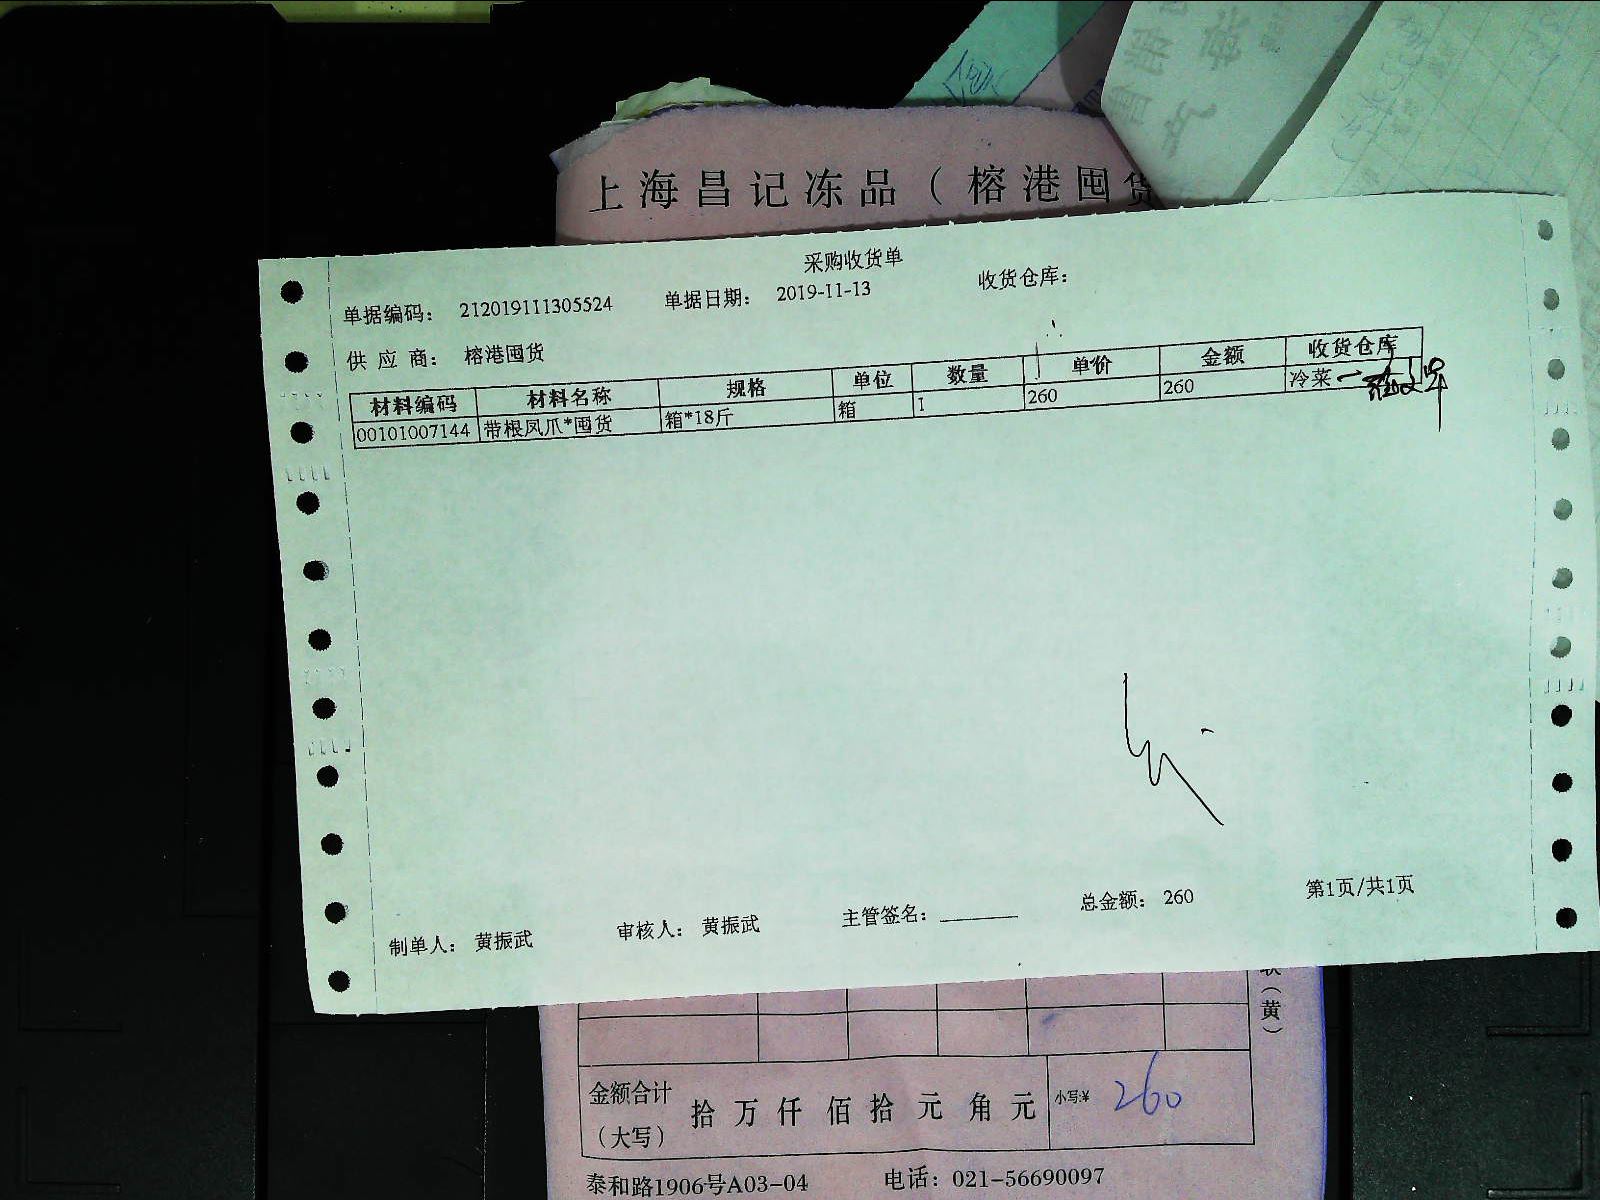 上海昌记冻品（榕港囤货
采购收货单
单据编码： 212019111305524 单据日期： 2019-11-13 收货仓库：
供应商： 榕港囤货
材料编码 材料名称 规格 单位 数量 单价 金额 收货仓库
00101007144 带根凤爪*囤货 箱*18斤 箱 1 260 260 冷菜
制单人： 黄振武 审核人： 黄振武 主管签名： 总金额： 260 第1页/共1页
（黄）
金额合计（大写） 拾 万 仟 佰 拾 元 角 元 小写:¥ 260
泰和路1906号A03-04 电话：021-56690097